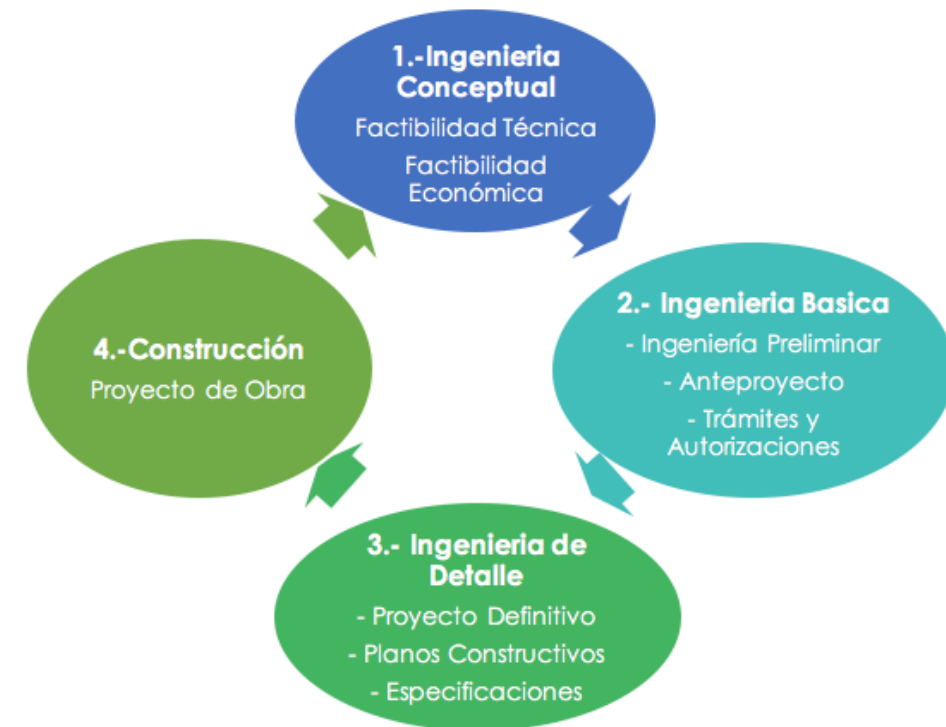 1.-Ingenieria
Conceptual
Factibilidad Técnica
Factibilidad
Económica
2.- Ingenieria Basica
- Ingeniería Preliminar
- Anteproyecto
- Trámites y
Autorizaciones
3.- Ingenieria de
Detalle
- Proyecto Definitivo
- Planos Constructivos
- Especificaciones
4.-Construcción
Proyecto de Obra